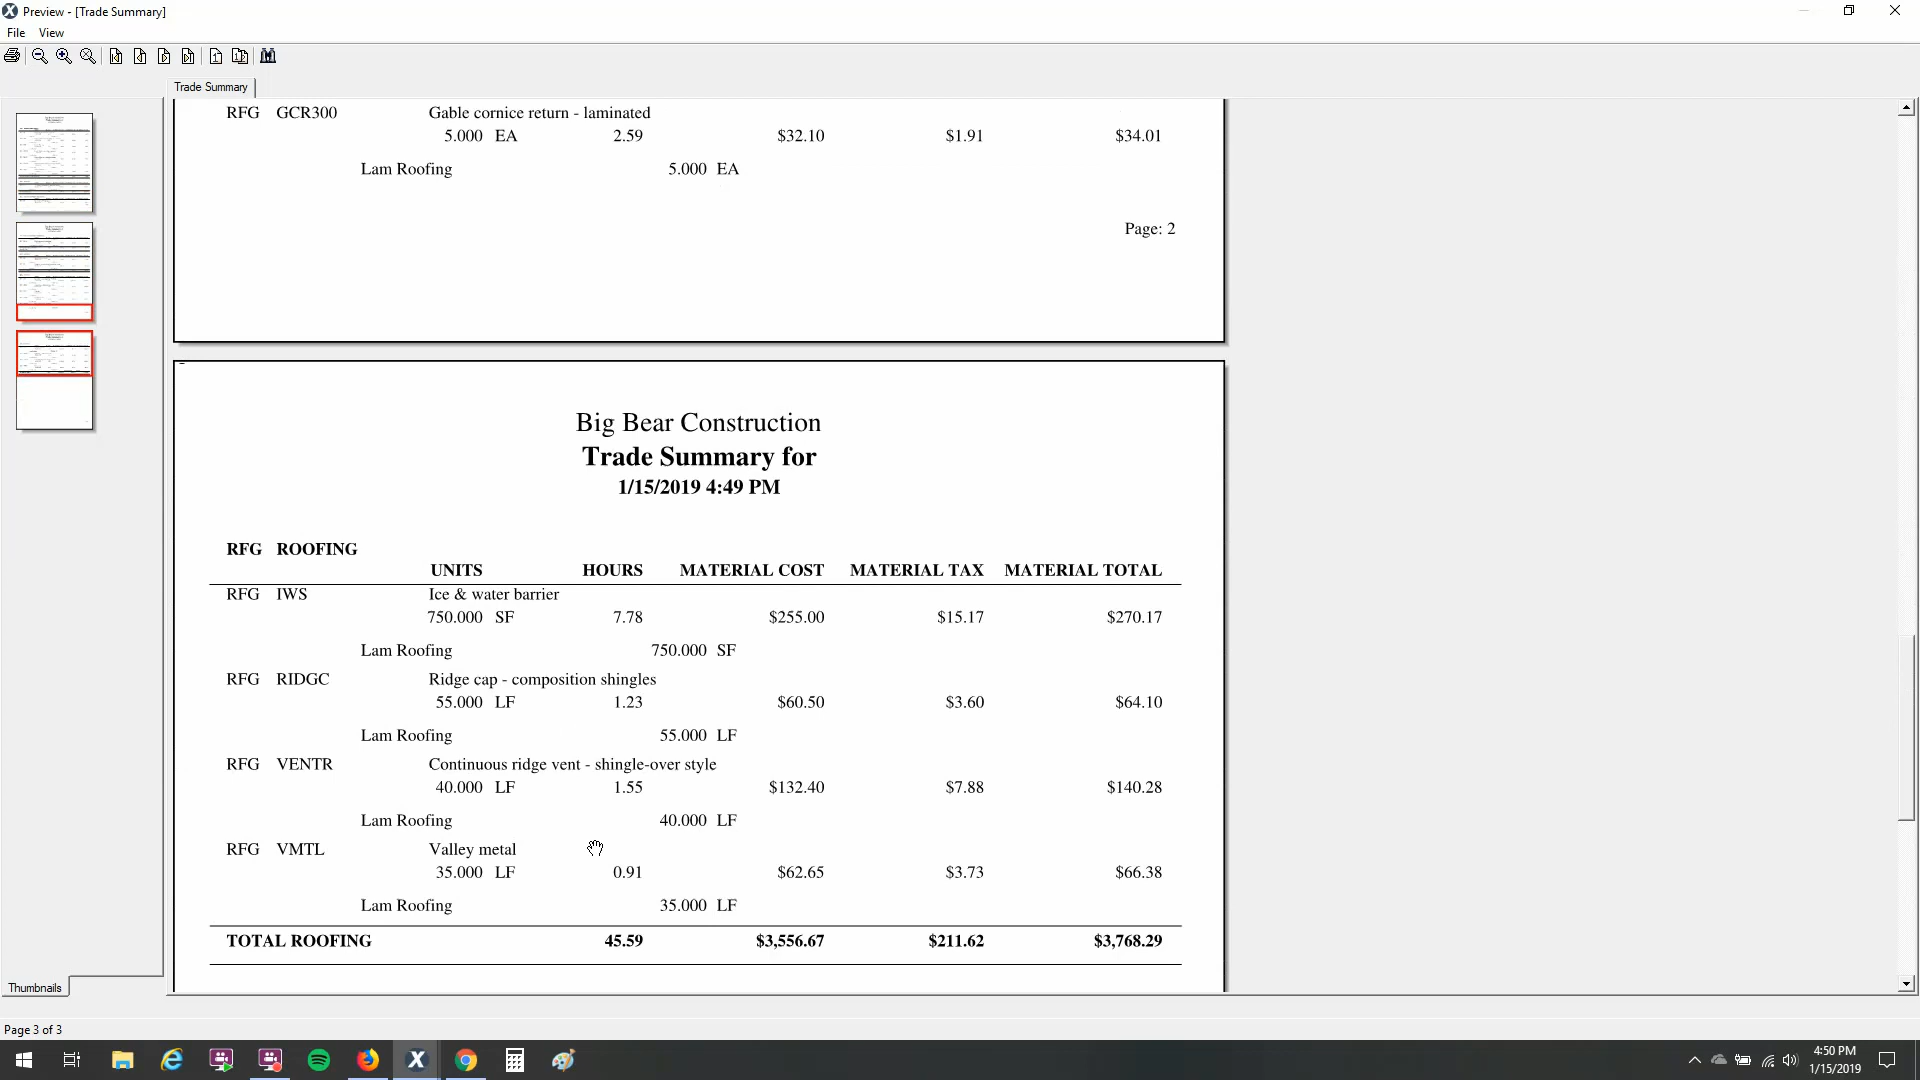 Preview - [Trade Summary]
File View
Trade Summary
RFG GCR300 Gable cornice return - laminated
5.000 EA 2.59 $32.10 $1.91 $34.01
Lam Roofing 5.000 EA
Page: 2
Big Bear Construction
Trade Summary for
1/15/2019 4:49 PM
RFG ROOFING
UNITS HOURS MATERIAL COST MATERIAL TAX MATERIAL TOTAL
RFG IWS Ice & water barrier
750.000 SF 7.78 $255.00 $15.17 $270.17
Lam Roofing 750.000 SF
RFG RIDGC Ridge cap - composition shingles
55.000 LF 1.23 $60.50 $3.60 $64.10
Lam Roofing 55.000 LF
RFG VENTR Continuous ridge vent - shingle-over style
40.000 LF 1.55 $132.40 $7.88 $140.28
Lam Roofing 40.000 LF
RFG VMTL Valley metal
35.000 LF 0.91 $62.65 $3.73 $66.38
Lam Roofing 35.000 LF
TOTAL ROOFING 45.59 $3,556.67 $211.62 $3,768.29
Thumbnails
Page 3 of 3
4:50 PM
1/15/2019